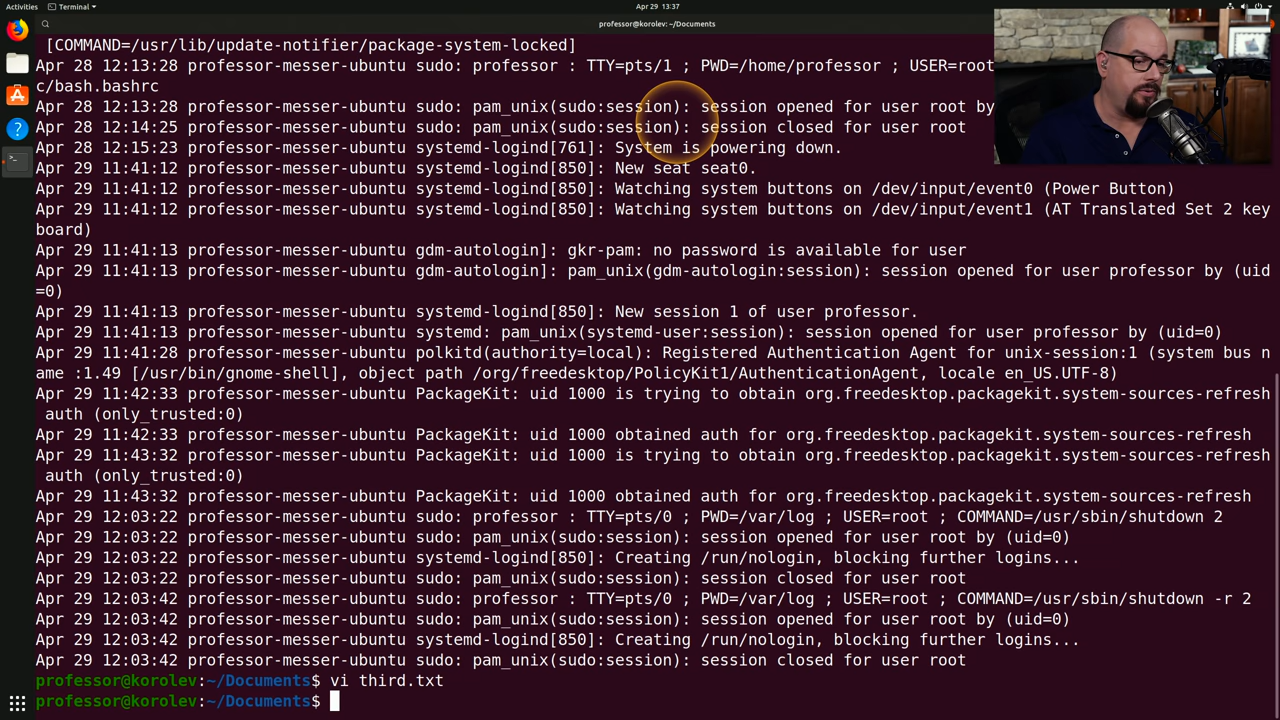 Activities
Terminal
Apr 29 13:37
professor@korolev: ~/Documents
[COMMAND=/usr/lib/update-notifier/package-system-locked]
Apr 28 12:13:28 professor-messer-ubuntu sudo: professor : TTY=pts/1 ; PWD=/home/professor ; USER=root
c/bash.bashrc
Apr 28 12:13:28 professor-messer-ubuntu sudo: pam_unix(sudo:session): session opened for user root by
Apr 28 12:14:25 professor-messer-ubuntu sudo: pam_unix(sudo:session): session closed for user root
Apr 28 12:15:23 professor-messer-ubuntu systemd-logind[761]: System is powering down.
Apr 29 11:41:12 professor-messer-ubuntu systemd-logind[850]: New seat seat0.
Apr 29 11:41:12 professor-messer-ubuntu systemd-logind[850]: Watching system buttons on /dev/input/event0 (Power Button)
Apr 29 11:41:12 professor-messer-ubuntu systemd-logind[850]: Watching system buttons on /dev/input/event1 (AT Translated Set 2 key
board)
Apr 29 11:41:13 professor-messer-ubuntu gdm-autologin]: gkr-pam: no password is available for user
Apr 29 11:41:13 professor-messer-ubuntu gdm-autologin]: pam_unix(gdm-autologin:session): session opened for user professor by (uid
=0)
Apr 29 11:41:13 professor-messer-ubuntu systemd-logind[850]: New session 1 of user professor.
Apr 29 11:41:13 professor-messer-ubuntu systemd: pam_unix(systemd-user:session): session opened for user professor by (uid=0)
Apr 29 11:41:28 professor-messer-ubuntu polkitd(authority=local): Registered Authentication Agent for unix-session:1 (system bus n
ame :1.49 [/usr/bin/gnome-shell], object path /org/freedesktop/PolicyKit1/AuthenticationAgent, locale en_US.UTF-8)
Apr 29 11:42:33 professor-messer-ubuntu PackageKit: uid 1000 is trying to obtain org.freedesktop.packagekit.system-sources-refresh
auth (only_trusted:0)
Apr 29 11:42:33 professor-messer-ubuntu PackageKit: uid 1000 obtained auth for org.freedesktop.packagekit.system-sources-refresh
Apr 29 11:43:32 professor-messer-ubuntu PackageKit: uid 1000 is trying to obtain org.freedesktop.packagekit.system-sources-refresh
auth (only_trusted:0)
Apr 29 11:43:32 professor-messer-ubuntu PackageKit: uid 1000 obtained auth for org.freedesktop.packagekit.system-sources-refresh
Apr 29 12:03:22 professor-messer-ubuntu sudo: professor : TTY=pts/0 ; PWD=/var/log ; USER=root ; COMMAND=/usr/sbin/shutdown 2
Apr 29 12:03:22 professor-messer-ubuntu sudo: pam_unix(sudo:session): session opened for user root by (uid=0)
Apr 29 12:03:22 professor-messer-ubuntu systemd-logind[850]: Creating /run/nologin, blocking further logins...
Apr 29 12:03:22 professor-messer-ubuntu sudo: pam_unix(sudo:session): session closed for user root
Apr 29 12:03:42 professor-messer-ubuntu sudo: professor : TTY=pts/0 ; PWD=/var/log ; USER=root ; COMMAND=/usr/sbin/shutdown -r 2
Apr 29 12:03:42 professor-messer-ubuntu sudo: pam_unix(sudo:session): session opened for user root by (uid=0)
Apr 29 12:03:42 professor-messer-ubuntu systemd-logind[850]: Creating /run/nologin, blocking further logins...
Apr 29 12:03:42 professor-messer-ubuntu sudo: pam_unix(sudo:session): session closed for user root
professor@korolev:~/Documents$ vi third.txt
professor@korolev:~/Documents$